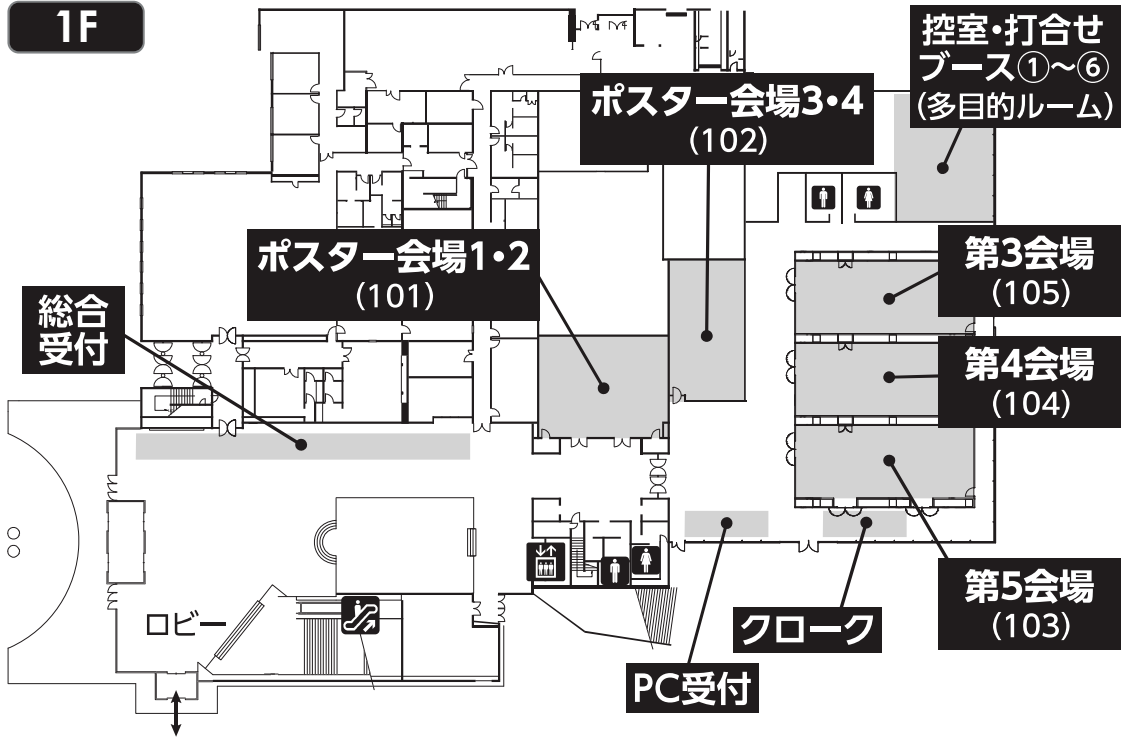 1F
控室・打合せ
ブース①〜⑥
(多目的ルーム)
ポスター会場3・4
(102)
ポスター会場1・2
(101)
第3会場
(105)
総合
受付
第4会場
(104)
第5会場
(103)
ロビー
クローク
PC受付